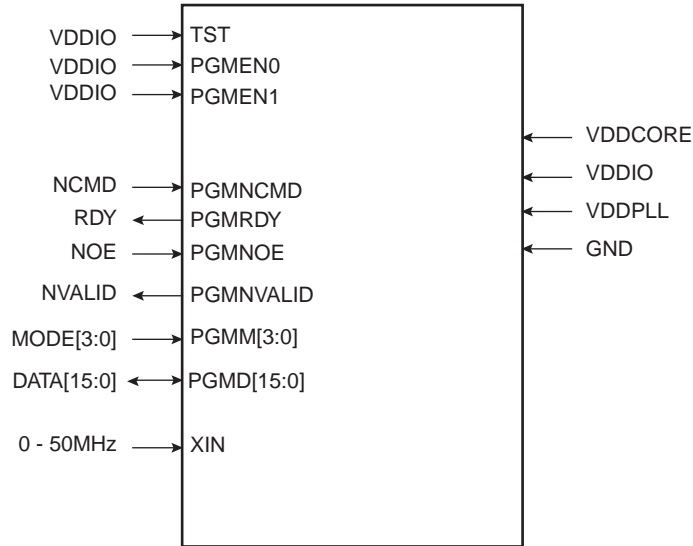 VDDIO TST
VDDIO PGMEN0
VDDIO PGMEN1
VDDCORE
VDDIO
NCMD PGMNCMD
VDDPLL
RDY PGMRDY
GND
NOE PGMNOE
NVALID PGMNVALID
MODE[3:0] PGMM[3:0]
DATA[15:0] PGMD[15:0]
0 - 50MHz XIN